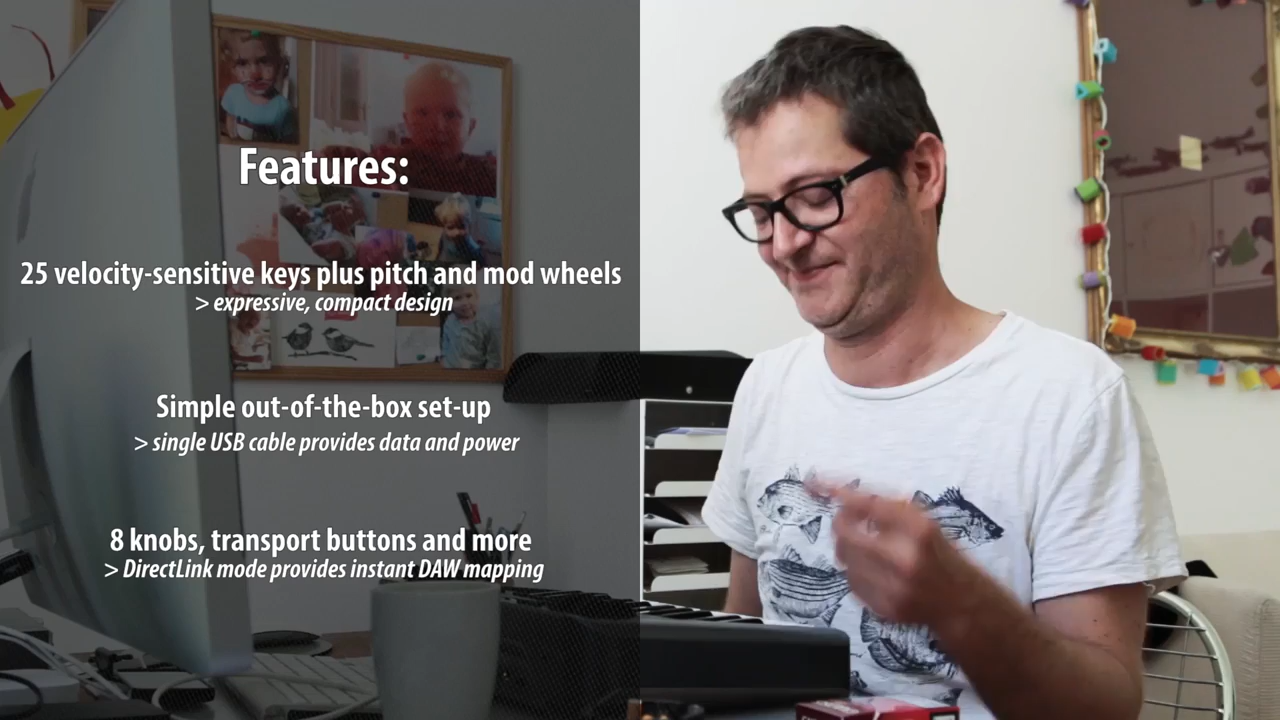 Features:
25 velocity-sensitive keys plus pitch and mod wheels
> expressive, compact design
Simple out-of-the-box set-up
> single USB cable provides data and power
8 knobs, transport buttons and more
> DirectLink mode provides instant DAW mapping